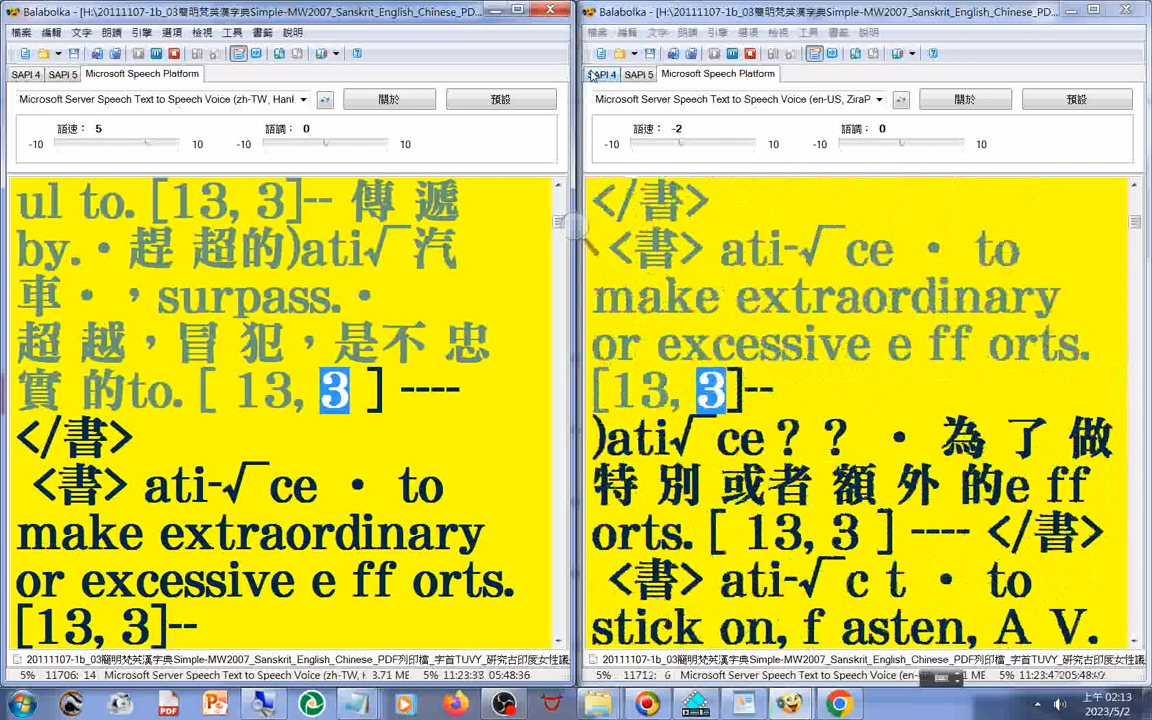 Balabolka - [H:\20111107-1b_03簡明梵英漢字典Simple-MW2007_Sanskrit_English_Chinese_PD...
檔案 編輯 文字 朗讀 引擎 選項 檢視 工具 書籤 說明
SAPI 4 SAPI 5 Microsoft Speech Platform
Microsoft Server Speech Text to Speech Voice (zh-TW, HanH 關於 預設
語速： 5 語調： 0
-10 10 -10 10
ul to. [13, 3]-- 傳 遞
by.・趕 超的)ati√ 汽
車・，surpass.・
超 越，冒 犯，是不 忠
實 的to. [ 13, 3 ] ----
</書>
<書> ati-√ ce ・ to
make extraordinary
or excessive e ff orts.
[13, 3]--
20111107-1b_03簡明梵英漢字典Simple-MW2007_Sanskrit_English_Chinese_PDF列印檔_字首TUVY_研究古印度女性議
5% 11706: 14 Microsoft Server Speech Text to Speech Voice (zh-TW, 3.71 ME 5% 11:23:33 05:48:36
Balabolka - [H:\20111107-1b_03簡明梵英漢字典Simple-MW2007_Sanskrit_English_Chinese_PDF...
檔案 編輯 文字 朗讀 引擎 選項 檢視 工具 書籤 說明
SAPI 4 SAPI 5 Microsoft Speech Platform
Microsoft Server Speech Text to Speech Voice (en-US, ZiraP 關於 預設
語速： -2 語調： 0
-10 10 -10 10
</書>
<書> ati-√ ce ・ to
make extraordinary
or excessive e ff orts.
[13, 3]--
)ati√ ce？？ ・ 為 了 做
特 別 或者 額 外 的e ff
orts. [ 13, 3 ] ---- </書>
<書> ati-√ c t ・ to
stick on, f asten, A V.
20111107-1b_03簡明梵英漢字典Simple-MW2007_Sanskrit_English_Chinese_PDF列印檔_字首TUVY_研究古印度女性議
5% 11712: 6 Microsoft Server Speech Text to Speech Voice 5% 11:23:47
上午 02:13
2023/5/2